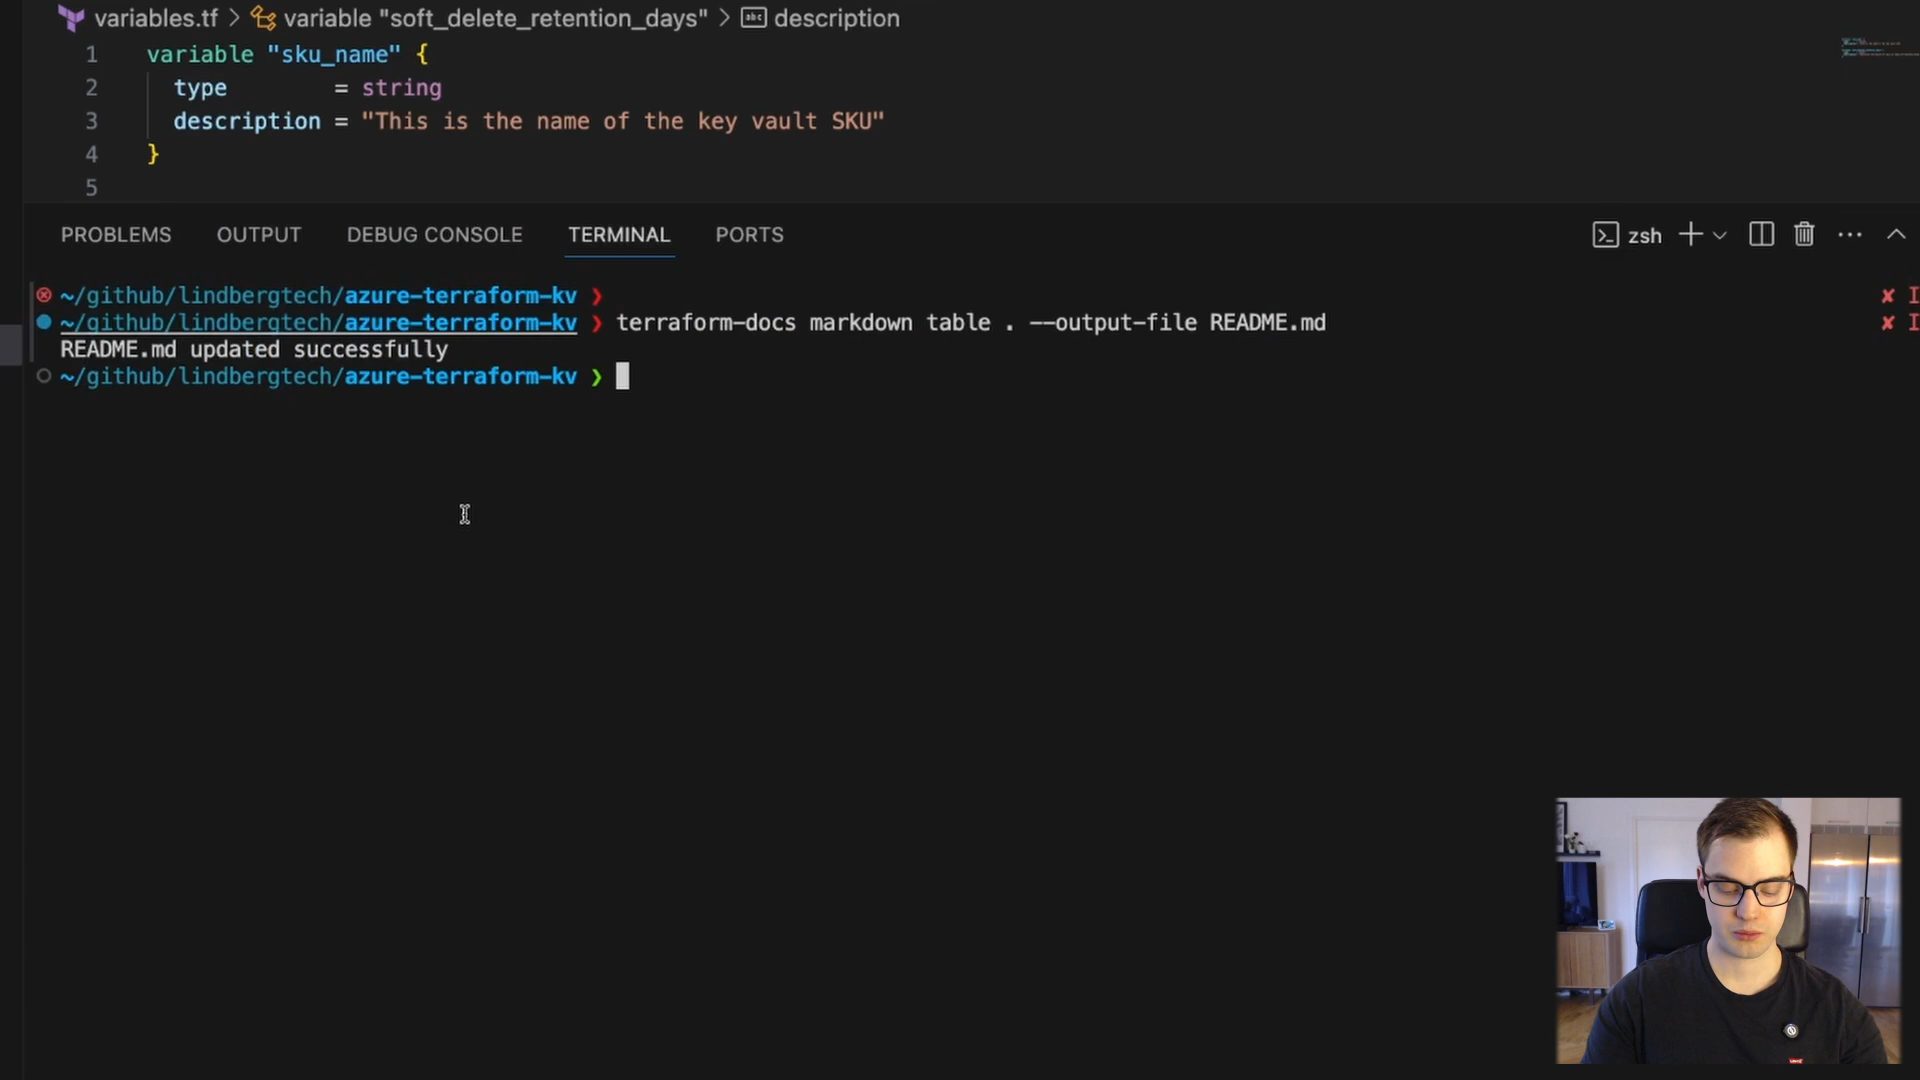 variables.tf > variable "soft_delete_retention_days" > description
1 variable "sku_name" {
2 type = string
3 description = "This is the name of the key vault SKU"
4 }
5
PROBLEMS OUTPUT DEBUG CONSOLE TERMINAL PORTS zsh
~/github/lindbergtech/azure-terraform-kv ❯ ✘ I
~/github/lindbergtech/azure-terraform-kv ❯ terraform-docs markdown table . --output-file README.md ✘ I
README.md updated successfully
~/github/lindbergtech/azure-terraform-kv ❯